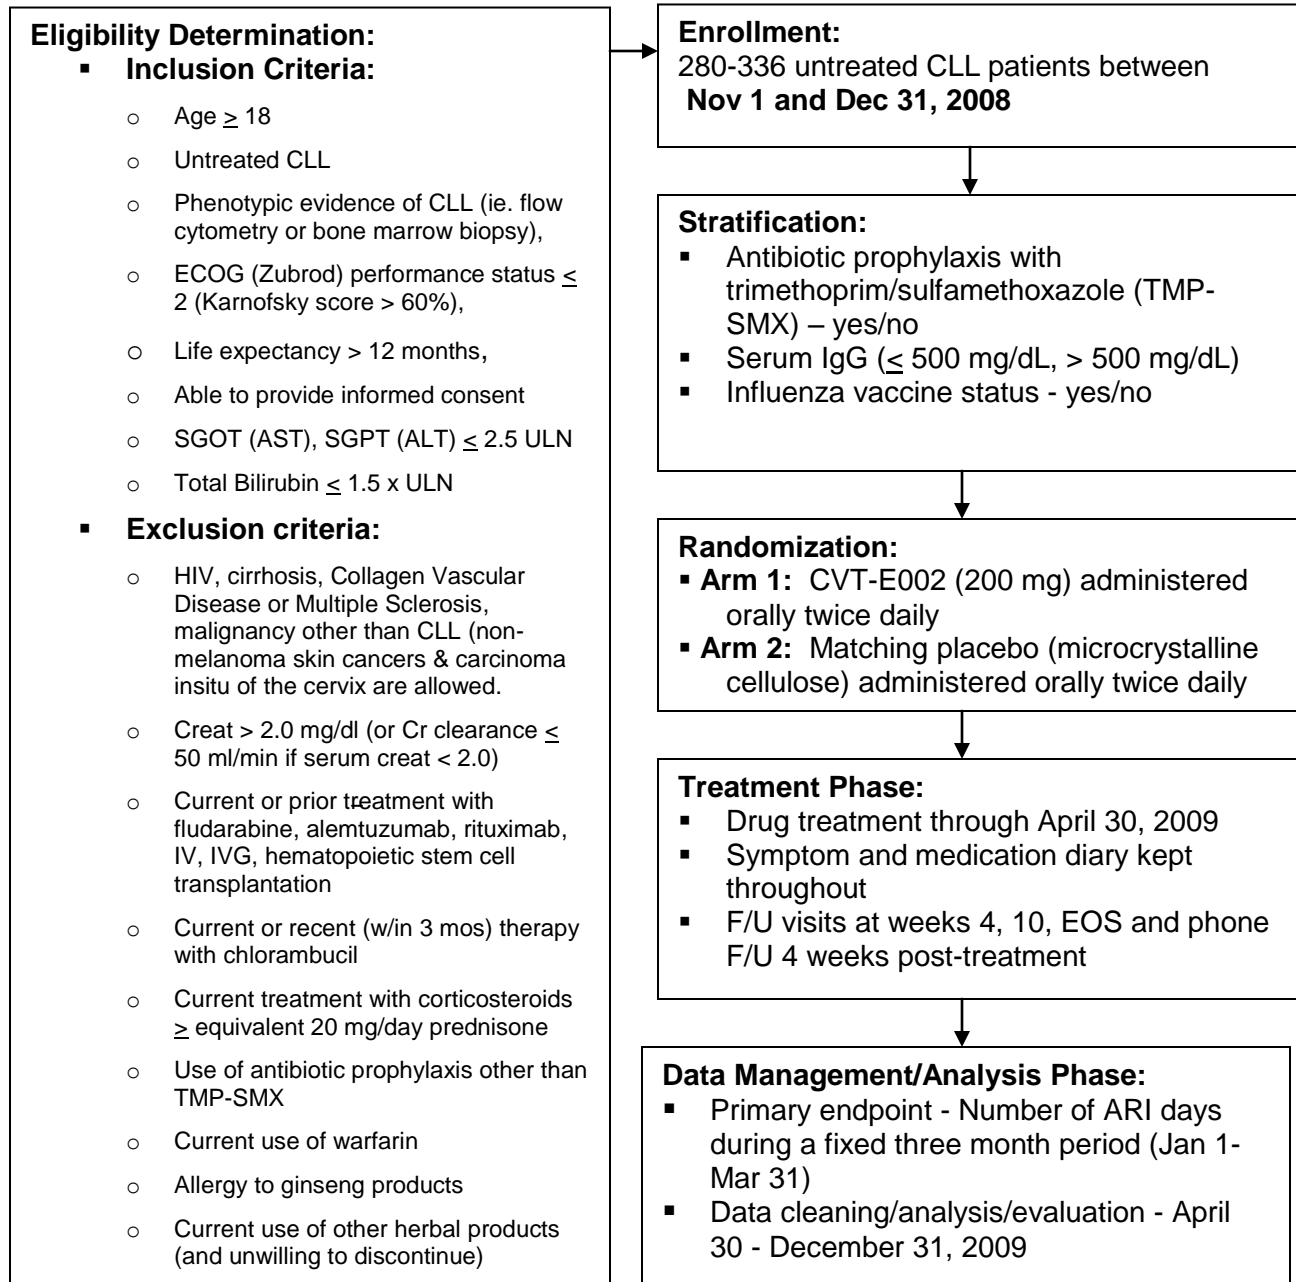 Eligibility Determination:
▪ Inclusion Criteria:
o Age ≥ 18
o Untreated CLL
o Phenotypic evidence of CLL (ie. flow
cytometry or bone marrow biopsy),
o ECOG (Zubrod) performance status ≤
2 (Karnofsky score > 60%),
o Life expectancy > 12 months,
o Able to provide informed consent
o SGOT (AST), SGPT (ALT) ≤ 2.5 ULN
o Total Bilirubin ≤ 1.5 x ULN
▪ Exclusion criteria:
o HIV, cirrhosis, Collagen Vascular
Disease or Multiple Sclerosis,
malignancy other than CLL (non-
melanoma skin cancers & carcinoma
insitu of the cervix are allowed.
o Creat > 2.0 mg/dl (or Cr clearance ≤
50 ml/min if serum creat < 2.0)
o Current or prior treatment with
fludarabine, alemtuzumab, rituximab,
IV, IVG, hematopoietic stem cell
transplantation
o Current or recent (w/in 3 mos) therapy
with chlorambucil
o Current treatment with corticosteroids
≥ equivalent 20 mg/day prednisone
o Use of antibiotic prophylaxis other than
TMP-SMX
o Current use of warfarin
o Allergy to ginseng products
o Current use of other herbal products
(and unwilling to discontinue)
Enrollment:
280-336 untreated CLL patients between
Nov 1 and Dec 31, 2008
Stratification:
▪ Antibiotic prophylaxis with
trimethoprim/sulfamethoxazole (TMP-
SMX) – yes/no
▪ Serum IgG (≤ 500 mg/dL, > 500 mg/dL)
▪ Influenza vaccine status - yes/no
Randomization:
▪ Arm 1: CVT-E002 (200 mg) administered
orally twice daily
▪ Arm 2: Matching placebo (microcrystalline
cellulose) administered orally twice daily
Treatment Phase:
▪ Drug treatment through April 30, 2009
▪ Symptom and medication diary kept
throughout
▪ F/U visits at weeks 4, 10, EOS and phone
F/U 4 weeks post-treatment
Data Management/Analysis Phase:
▪ Primary endpoint - Number of ARI days
during a fixed three month period (Jan 1-
Mar 31)
▪ Data cleaning/analysis/evaluation - April
30 - December 31, 2009